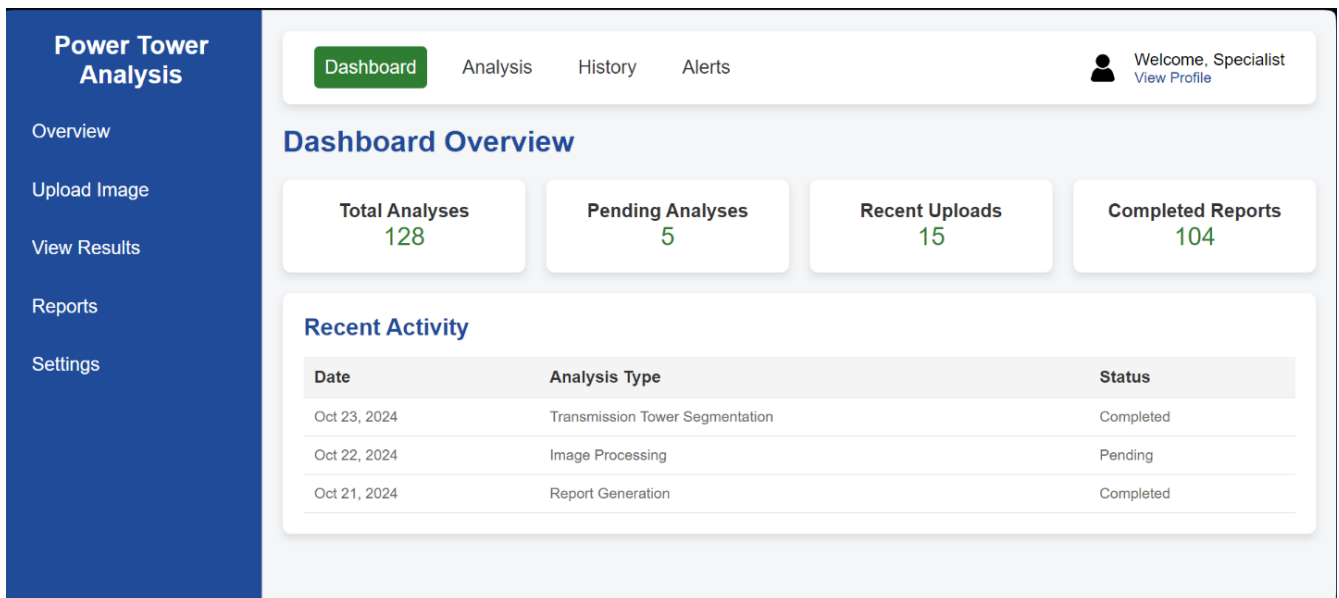 Power Tower
Analysis
Overview
Upload Image
View Results
Reports
Settings
Dashboard Analysis History Alerts
Welcome, Specialist
View Profile
Dashboard Overview
Total Analyses
128
Pending Analyses
5
Recent Uploads
15
Completed Reports
104
Recent Activity
Date Analysis Type Status
Oct 23, 2024 Transmission Tower Segmentation Completed
Oct 22, 2024 Image Processing Pending
Oct 21, 2024 Report Generation Completed